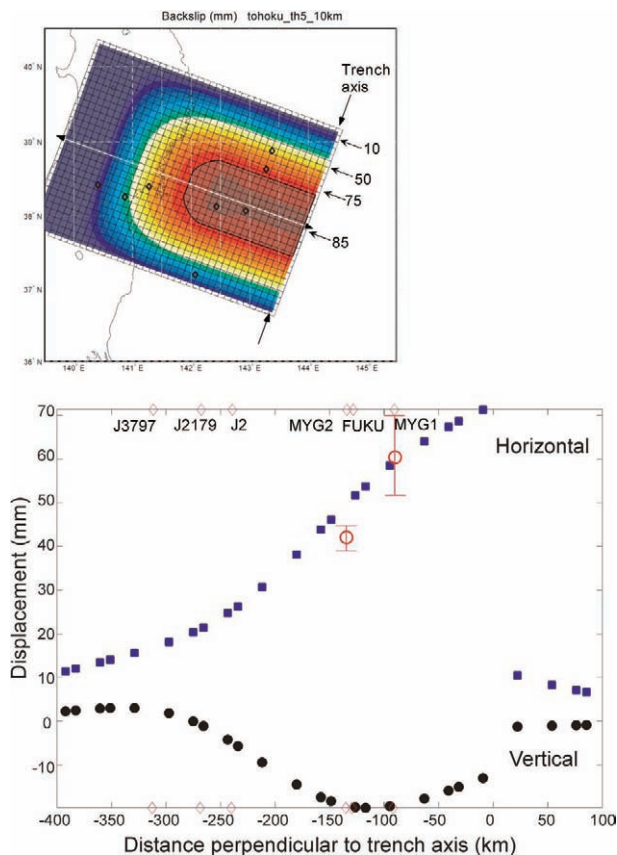 Backslip (mm) tohoku_th5_10km
40° N
39° N
38° N
37° N
36° N
140° E
141° E
142° E
143° E
144° E
145° E
Trench
axis
10
50
75
85
70
60
50
40
30
20
10
0
-10
J3797
J2179
J2
MYG2
FUKU
MYG1
Horizontal
Vertical
Displacement (mm)
-400
-350
-300
-250
-200
-150
-100
-50
0
50
100
Distance perpendicular to trench axis (km)